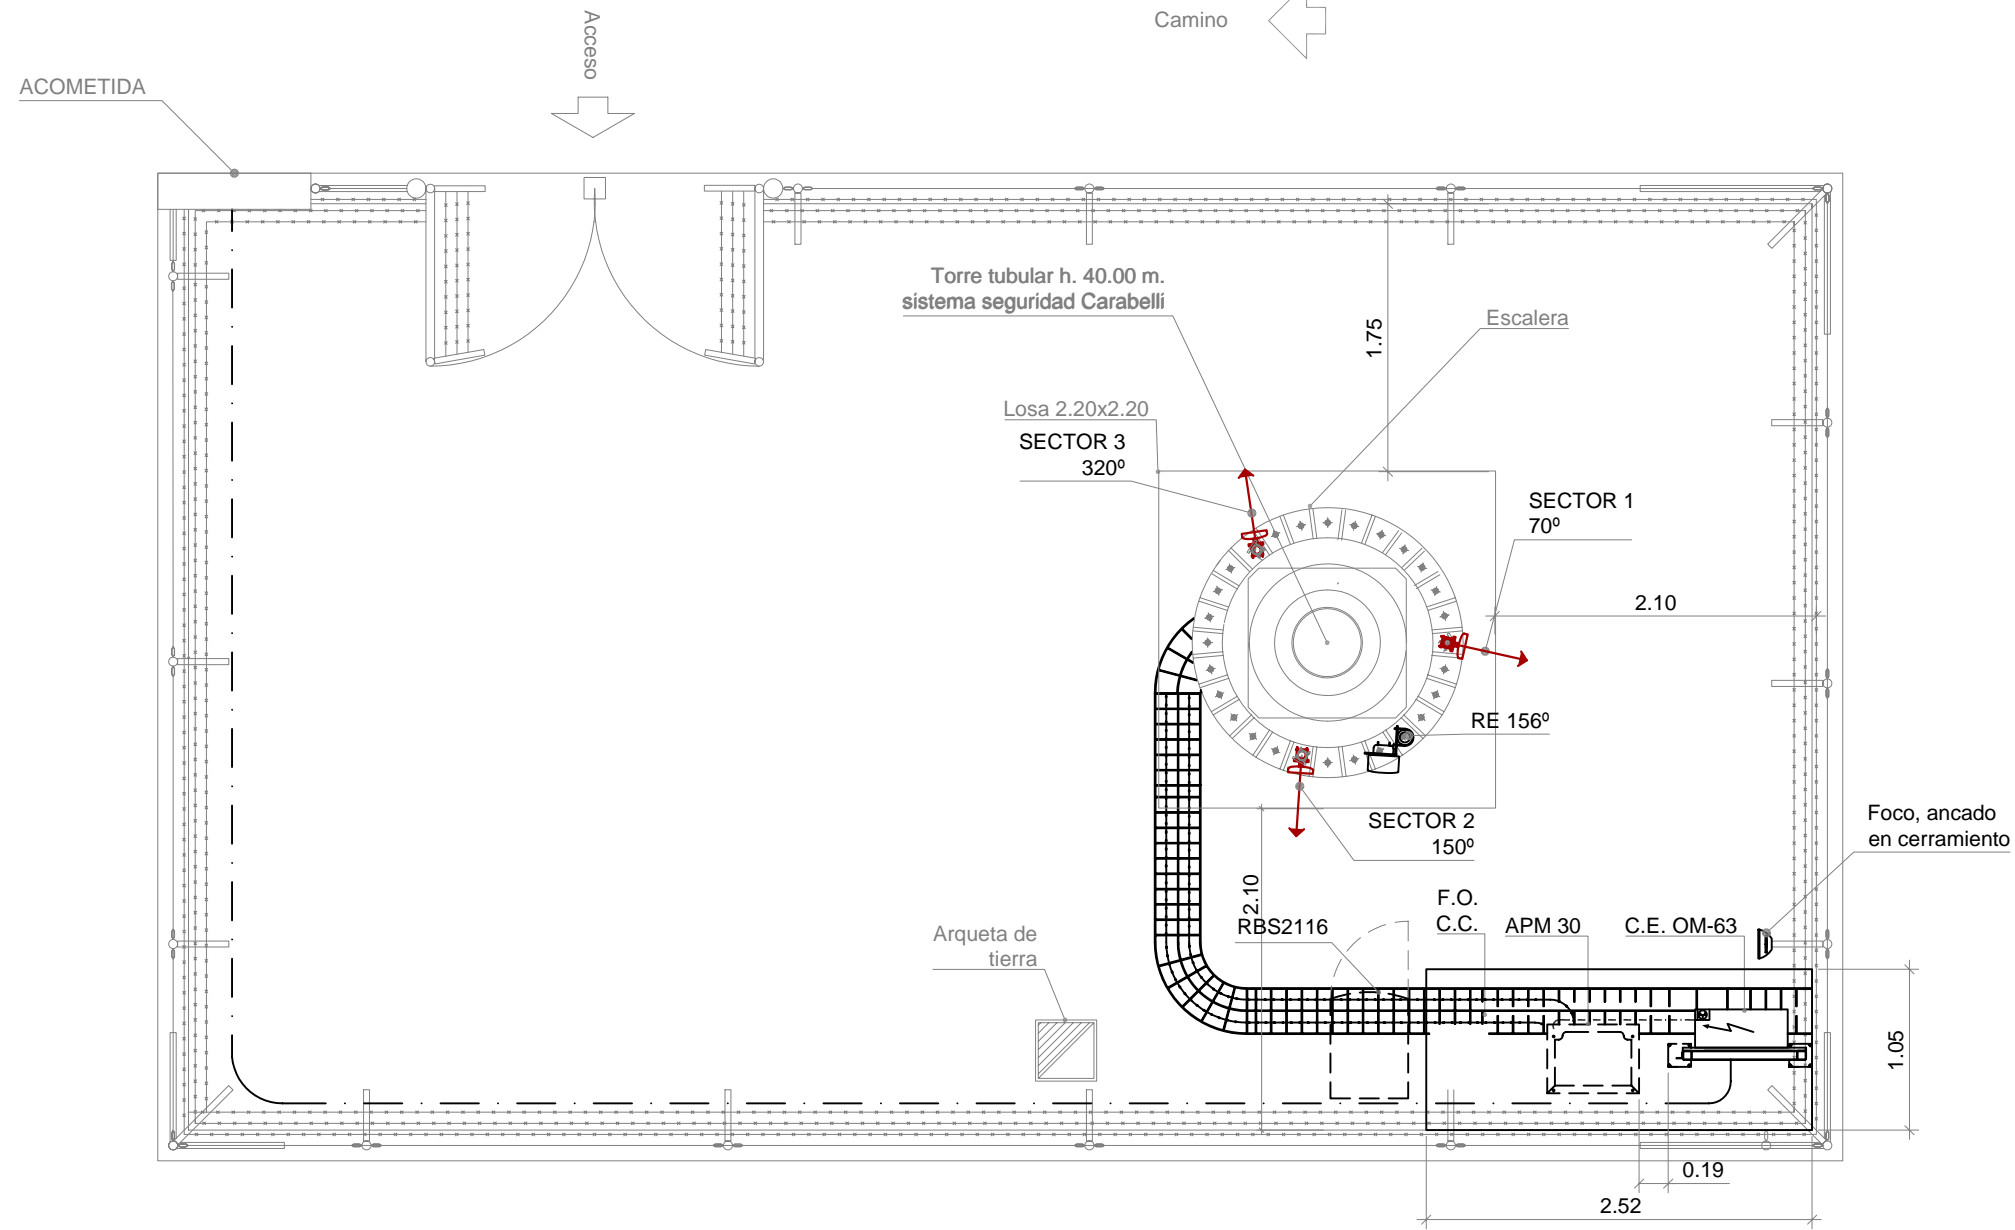 Camino
Acceso
ACOMETIDA
Torre tubular h. 40.00 m.
sistema seguridad Carabelli
1.75
Escalera
Losa 2.20x2.20
SECTOR 3
320º
SECTOR 1
70º
2.10
RE 156º
SECTOR 2
150º
Foco, ancado
en cerramiento
2.10
F.O.
C.C.
RBS2116
APM 30
C.E. OM-63
Arqueta de
tierra
1.05
0.19
2.52